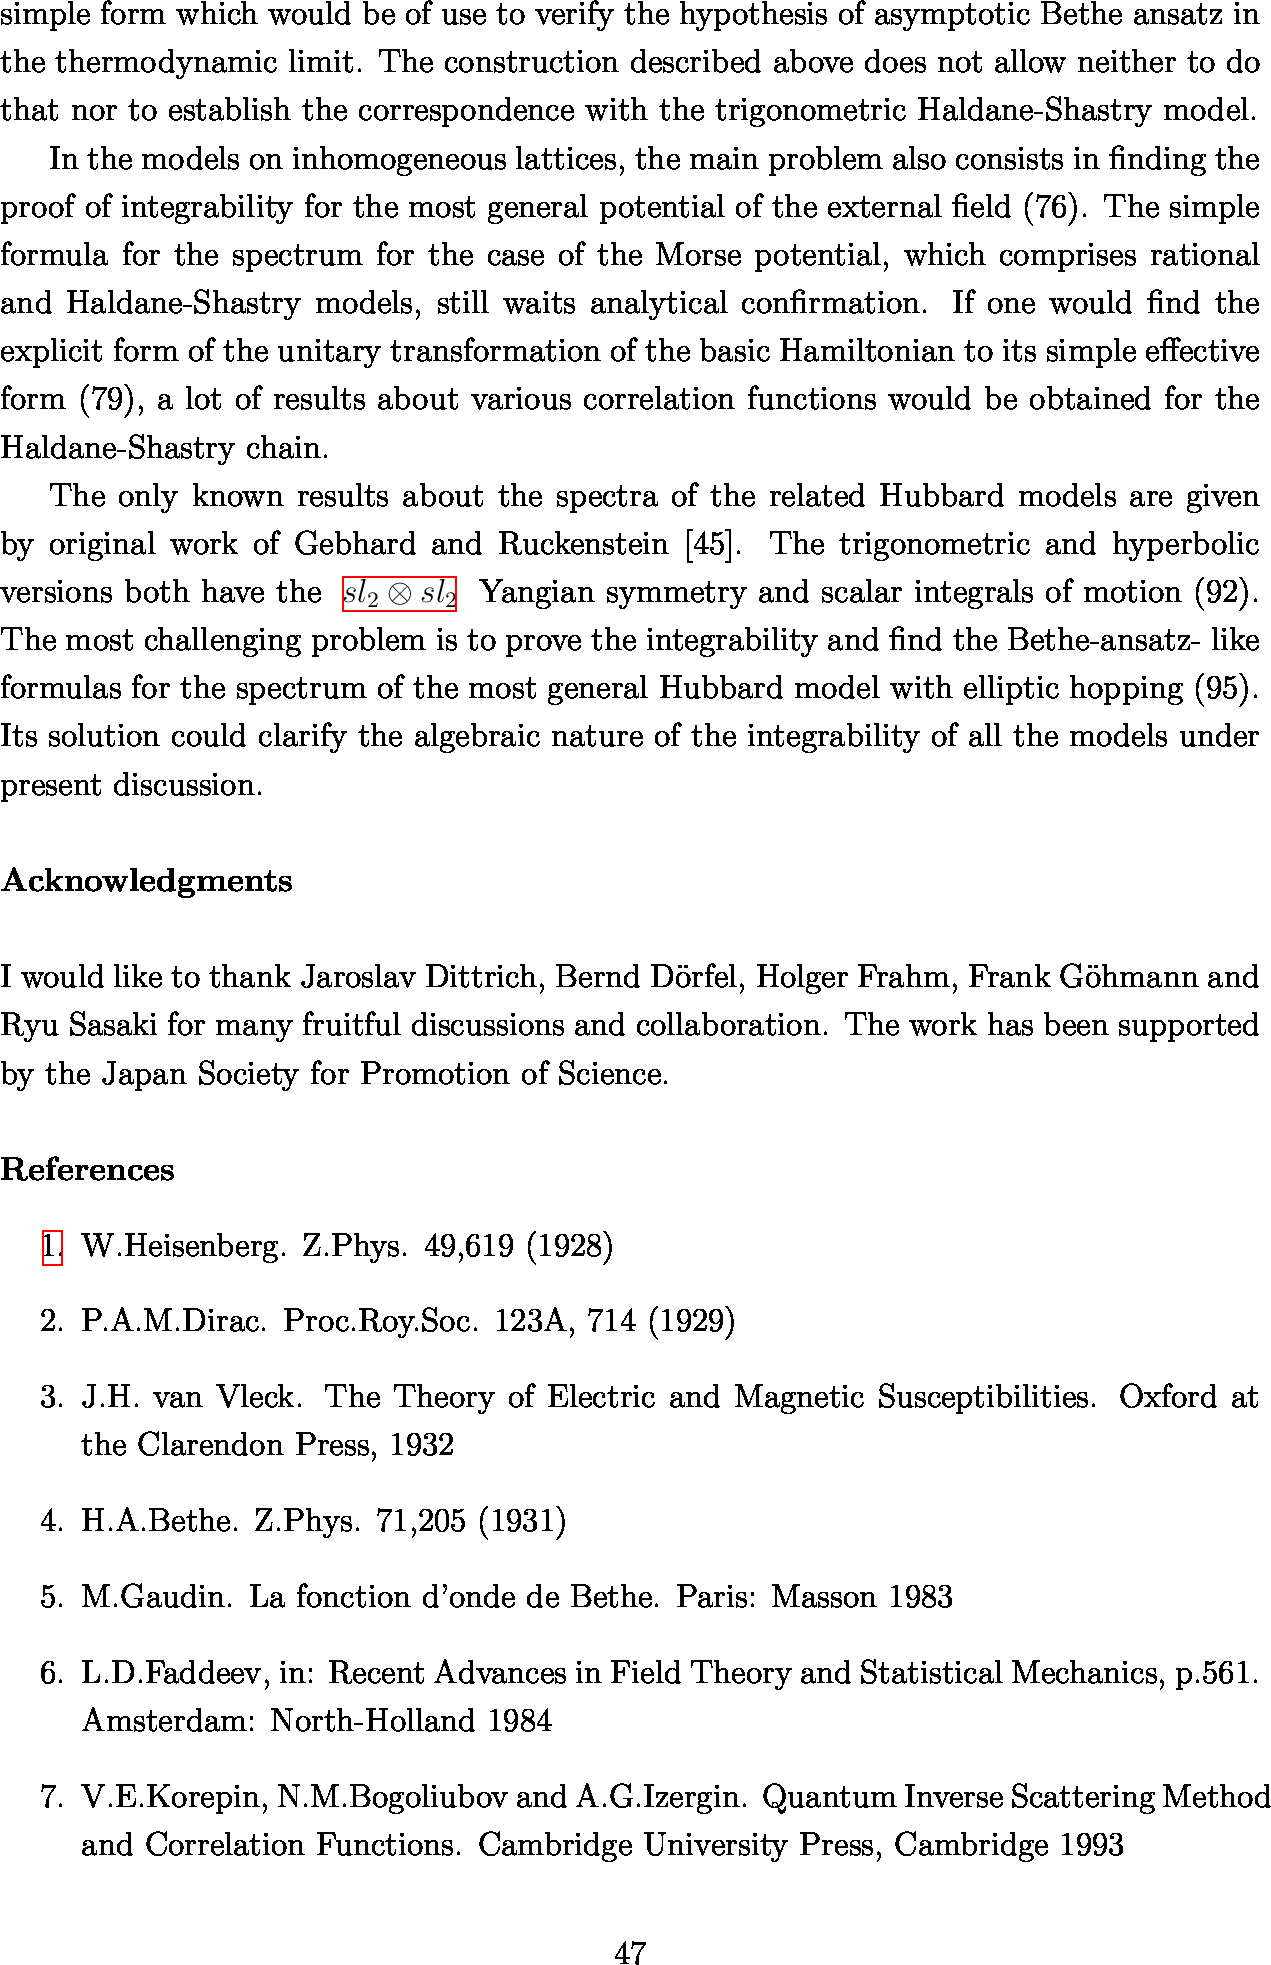 simple form which would be of use to verify the hypothesis of asymptotic Bethe ansatz in
the thermodynamic limit. The construction described above does not allow neither to do
that nor to establish the correspondence with the trigonometric Haldane-Shastry model.
In the models on inhomogeneous lattices, the main problem also consists in finding the
proof of integrability for the most general potential of the external field (76). The simple
formula for the spectrum for the case of the Morse potential, which comprises rational
and Haldane-Shastry models, still waits analytical confirmation. If one would find the
explicit form of the unitary transformation of the basic Hamiltonian to its simple effective
form (79), a lot of results about various correlation functions would be obtained for the
Haldane-Shastry chain.
The only known results about the spectra of the related Hubbard models are given
by original work of Gebhard and Ruckenstein [45]. The trigonometric and hyperbolic
versions both have the sl₂ ⊗ sl₂ Yangian symmetry and scalar integrals of motion (92).
The most challenging problem is to prove the integrability and find the Bethe-ansatz- like
formulas for the spectrum of the most general Hubbard model with elliptic hopping (95).
Its solution could clarify the algebraic nature of the integrability of all the models under
present discussion.
Acknowledgments
I would like to thank Jaroslav Dittrich, Bernd Dörfel, Holger Frahm, Frank Göhmann and
Ryu Sasaki for many fruitful discussions and collaboration. The work has been supported
by the Japan Society for Promotion of Science.
References
1. W.Heisenberg. Z.Phys. 49,619 (1928)
2. P.A.M.Dirac. Proc.Roy.Soc. 123A, 714 (1929)
3. J.H. van Vleck. The Theory of Electric and Magnetic Susceptibilities. Oxford at
the Clarendon Press, 1932
4. H.A.Bethe. Z.Phys. 71,205 (1931)
5. M.Gaudin. La fonction d'onde de Bethe. Paris: Masson 1983
6. L.D.Faddeev, in: Recent Advances in Field Theory and Statistical Mechanics, p.561.
Amsterdam: North-Holland 1984
7. V.E.Korepin, N.M.Bogoliubov and A.G.Izergin. Quantum Inverse Scattering Method
and Correlation Functions. Cambridge University Press, Cambridge 1993
47